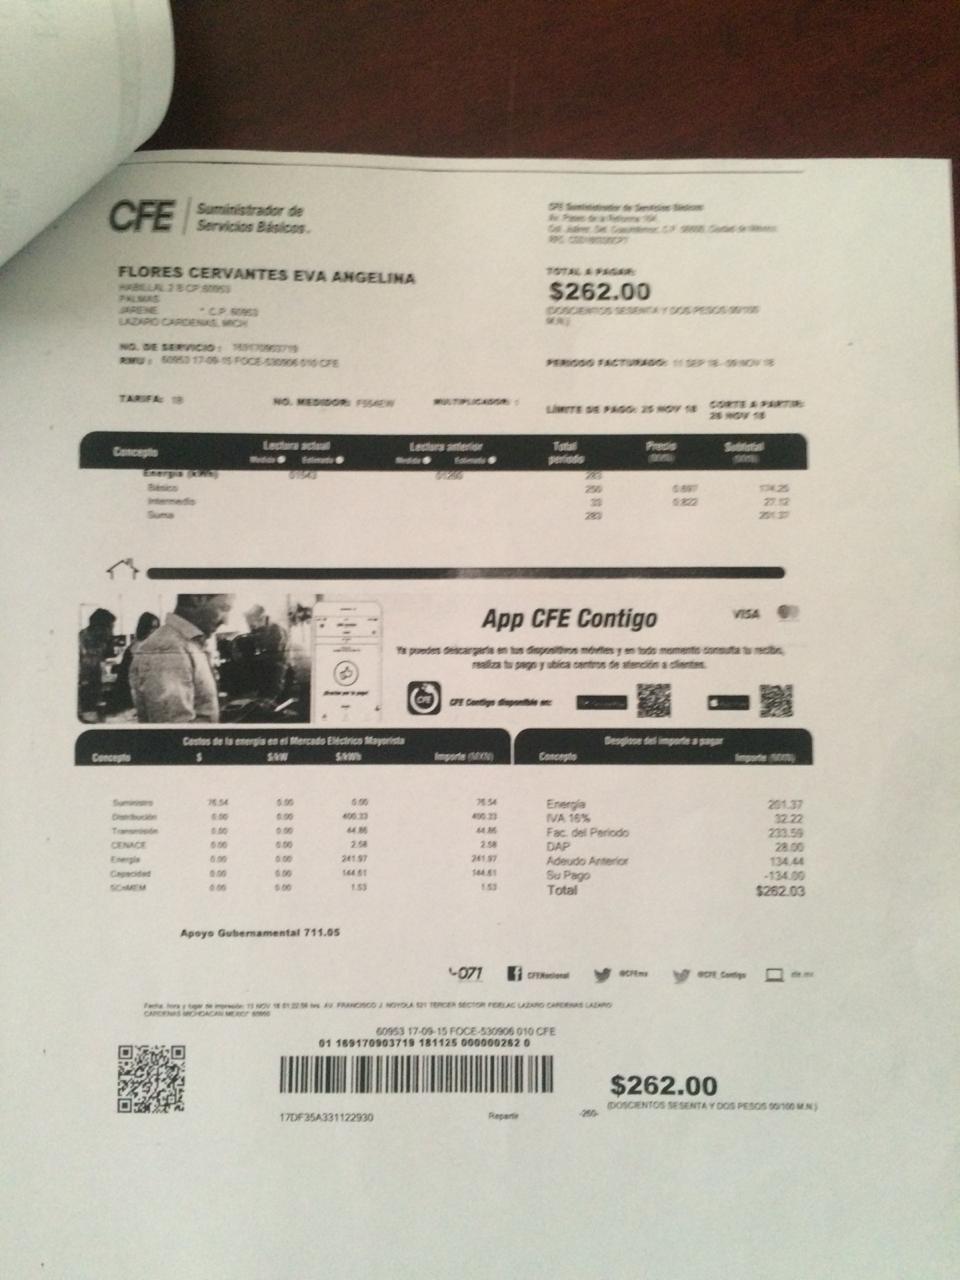 CFE Suministrador de
Servicios Básicos.
CFE Suministrador de Servicios Básicos
Av. Paseo de la Reforma 164,
Col. Juárez, Del. Cuauhtémoc, C.P. 06600, Ciudad de México.
FLORES CERVANTES EVA ANGELINA
HABILLAL 2 B CP.60953
PALMAS
JARENE * C.P. 60953
LAZARO CARDENAS, MICH
TOTAL A PAGAR:
$262.00
(DOSCIENTOS SESENTA Y DOS PESOS 00/100
M.N.)
NO. DE SERVICIO : 169170903719
RMU : 60953 17-09-15 FOCE-530906 010 CFE
PERIODO FACTURADO: 11 SEP 18-09 NOV 18
TARIFA: 1B NO. MEDIDOR: MULTIPLICADOR: 1
LÍMITE DE PAGO: 25 NOV 18 CORTE A PARTIR:
26 NOV 18
Concepto Lectura actual Lectura anterior Total periodo Precio (MXN) Subtotal (MXN)
Medida Estimada Medida Estimada
Energía (kWh) 01543 01260 283
Básico 250 0.697 174.25
Intermedio 33 0.822 27.12
Suma 283 201.37
App CFE Contigo VISA
Ya puedes descargarla en tus dispositivos móviles y en todo momento consulta tu recibo,
realiza tu pago y ubica centros de atención a clientes.
CFE CFE Contigo disponible en:
Costos de la energía en el Mercado Eléctrico Mayorista
Concepto $ $/kW $/kWh Importe (MXN)
Suministro 76.54 0.00 0.00 76.54
Distribución 0.00 0.00 400.33 400.33
Transmisión 0.00 0.00 44.86 44.86
CENACE 0.00 0.00 2.58 2.58
Energía 0.00 0.00 241.97 241.97
Capacidad 0.00 0.00 144.61 144.61
SCnMEM 0.00 0.00 1.53 1.53
Desglose del importe a pagar
Concepto Importe (MXN)
Energía 201.37
IVA 16% 32.22
Fac. del Periodo 233.59
DAP 28.00
Adeudo Anterior 134.44
Su Pago -134.00
Total $262.03
Apoyo Gubernamental 711.05
071 CFENacional @CFEmx @CFE_Contigo cfe.mx
Fecha, hora y lugar de impresión: 13 NOV 18 01:22:56 hrs. AV. FRANCISCO J. NOYOLA 521 TERCER SECTOR FIDELAC LAZARO CARDENAS LAZARO
CARDENAS MICHOACAN MEXICO 60950
60953 17-09-15 FOCE-530906 010 CFE
01 169170903719 181125 000000262 0
17DF35A331122930 Repartir -260-
$262.00
(DOSCIENTOS SESENTA Y DOS PESOS 00/100 M.N.)